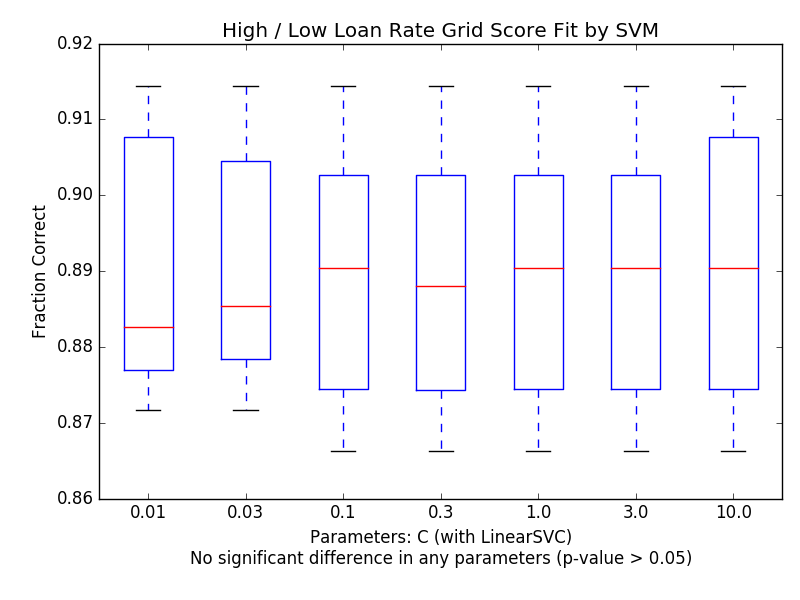 High / Low Loan Rate Grid Score Fit by SVM
Fraction Correct
0.92
0.91
0.90
0.89
0.88
0.87
0.86
0.01 0.03 0.1 0.3 1.0 3.0 10.0
Parameters: C (with LinearSVC)
No significant difference in any parameters (p-value > 0.05)